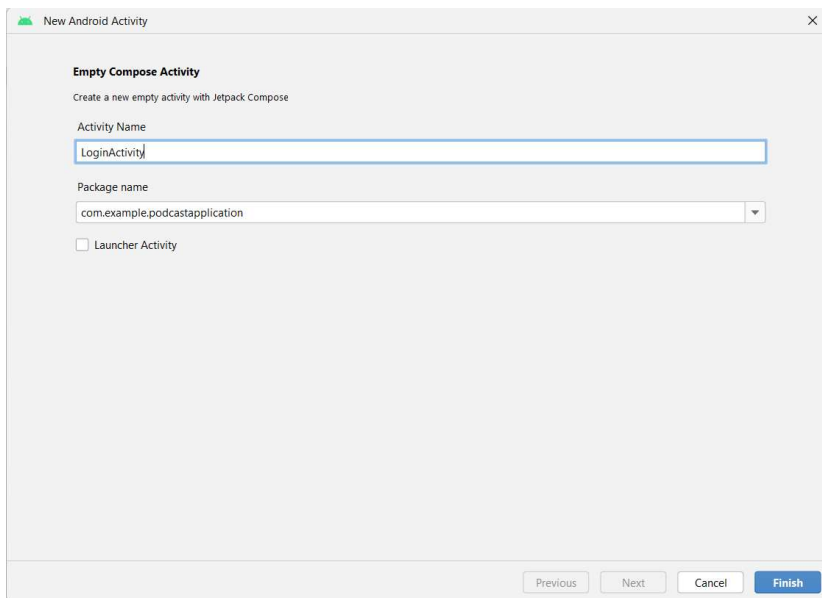 New Android Activity
Empty Compose Activity
Create a new empty activity with Jetpack Compose
Activity Name
LoginActivity
Package name
com.example.podcastapplication
Launcher Activity
Previous Next Cancel Finish